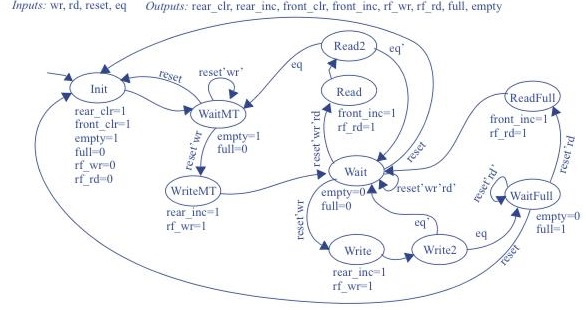 Inputs: wr, rd, reset, eq Outputs: rear_clr, rear_inc, front_clr, front_inc, rf_wr, rf_rd, full, empty
Init
rear_clr=1
front_clr=1
empty=1
full=0
rf_wr=0
rf_rd=0
reset
reset'wr'
WaitMT
empty=1
full=0
reset'wr
WriteMT
rear_inc=1
rf_wr=1
Read2
eq
eq'
Read
front_inc=1
rf_rd=1
reset'wr'rd
reset
Wait
empty=0
full=0
reset'wr'rd'
reset'wr
Write
rear_inc=1
rf_wr=1
eq'
Write2
eq
ReadFull
front_inc=1
rf_rd=1
reset'rd
reset'rd'
WaitFull
empty=0
full=1
reset